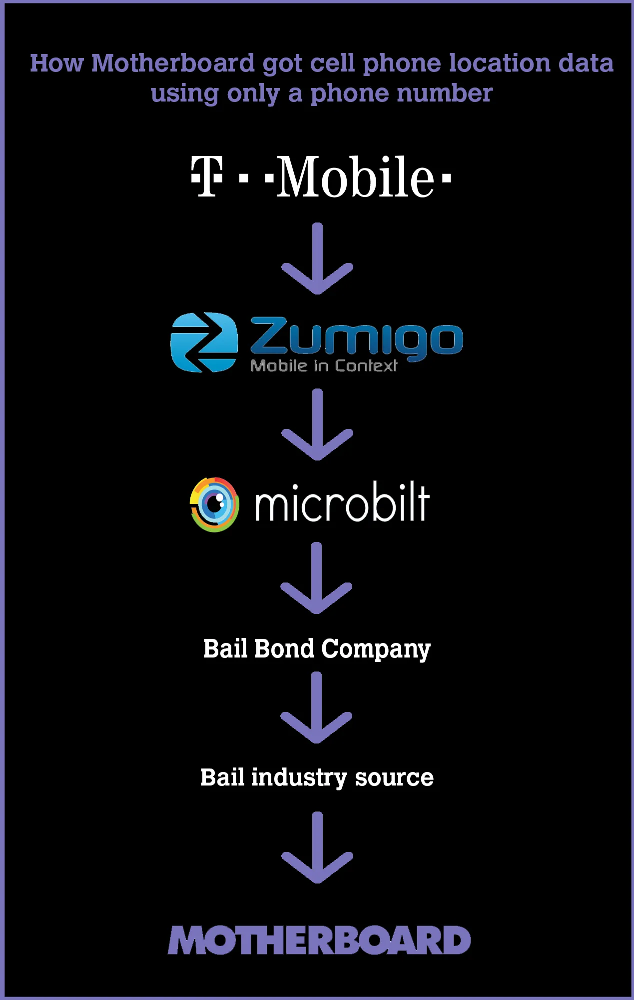 How Motherboard got cell phone location data
using only a phone number
T··Mobile·
Zumigo
Mobile in Context
microbilt
Bail Bond Company
Bail industry source
MOTHERBOARD